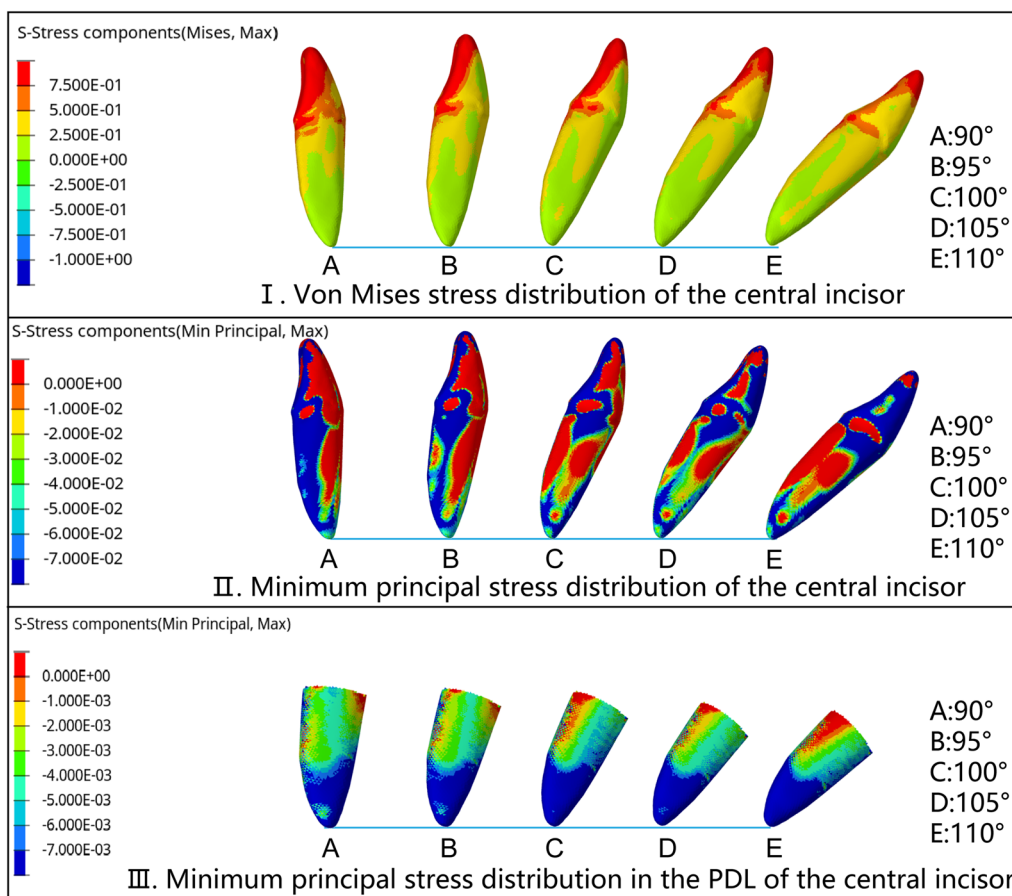 S-Stress components(Mises, Max)
7.500E-01
5.000E-01
2.500E-01
0.000E+00
-2.500E-01
-5.000E-01
-7.500E-01
-1.000E+00
A:90°
B:95°
C:100°
D:105°
E:110°
A B C D E
Ⅰ. Von Mises stress distribution of the central incisor
S-Stress components(Min Principal, Max)
0.000E+00
-1.000E-02
-2.000E-02
-3.000E-02
-4.000E-02
-5.000E-02
-6.000E-02
-7.000E-02
A:90°
B:95°
C:100°
D:105°
E:110°
A B C D E
Ⅱ. Minimum principal stress distribution of the central incisor
S-Stress components(Min Principal, Max)
0.000E+00
-1.000E-03
-2.000E-03
-3.000E-03
-4.000E-03
-5.000E-03
-6.000E-03
-7.000E-03
A:90°
B:95°
C:100°
D:105°
E:110°
A B C D E
Ⅲ. Minimum principal stress distribution in the PDL of the central incisor